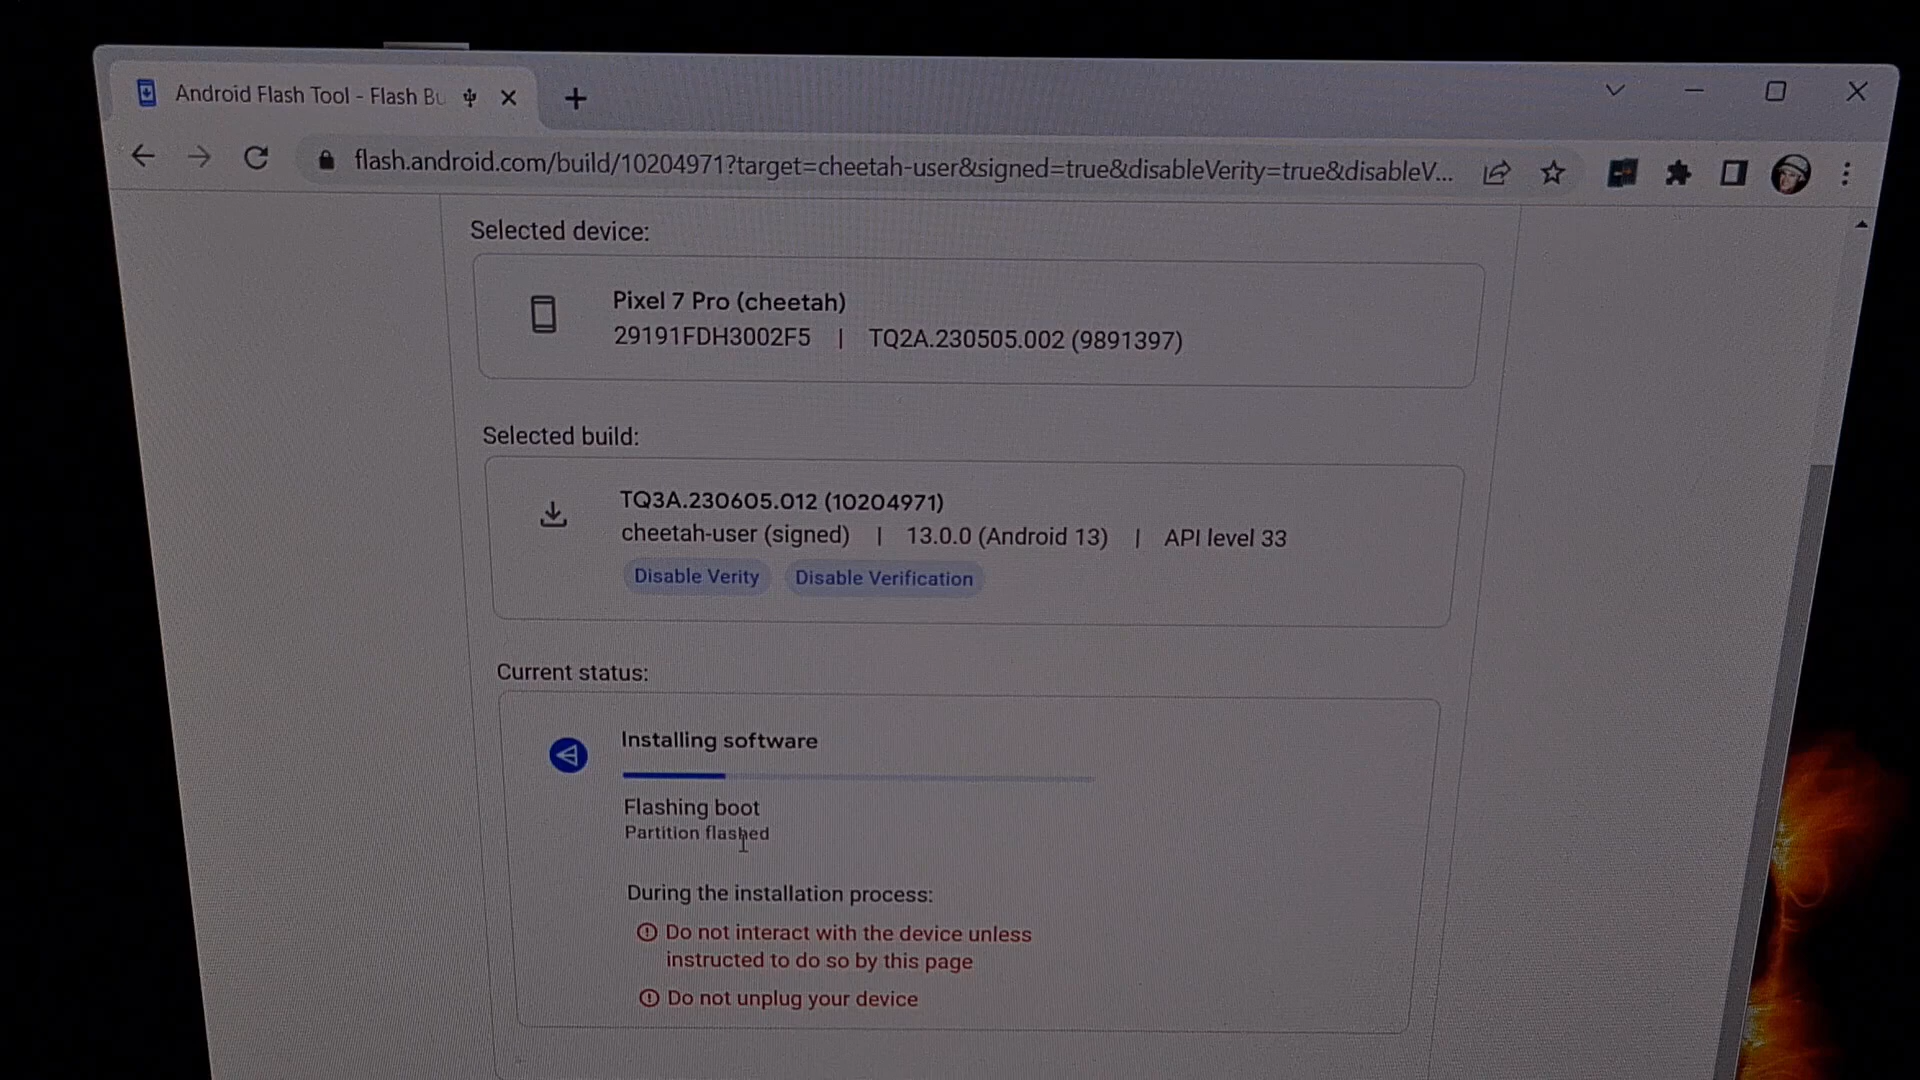 Android Flash Tool - Flash Bu
flash.android.com/build/10204971?target=cheetah-user&signed=true&disableVerity=true&disableV...
Selected device:
Pixel 7 Pro (cheetah)
29191FDH3002F5 | TQ2A.230505.002 (9891397)
Selected build:
TQ3A.230605.012 (10204971)
cheetah-user (signed) | 13.0.0 (Android 13) | API level 33
Disable Verity Disable Verification
Current status:
Installing software
Flashing boot
Partition flashed
During the installation process:
Do not interact with the device unless
instructed to do so by this page
Do not unplug your device